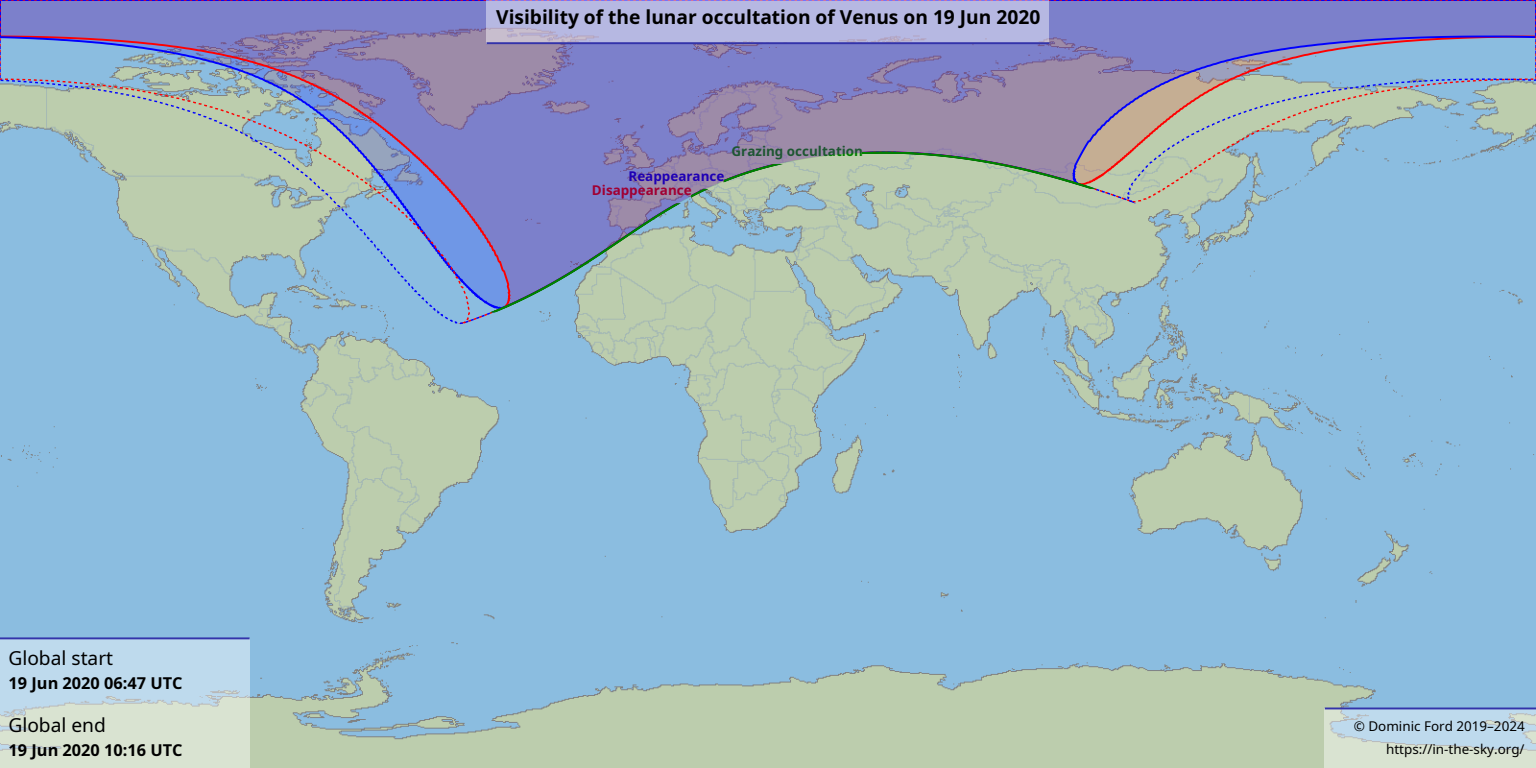 Visibility of the lunar occultation of Venus on 19 Jun 2020
Grazing occultation
Reappearance
Disappearance
Global start
19 Jun 2020 06:47 UTC
Global end
19 Jun 2020 10:16 UTC
© Dominic Ford 2019–2024
https://in-the-sky.org/